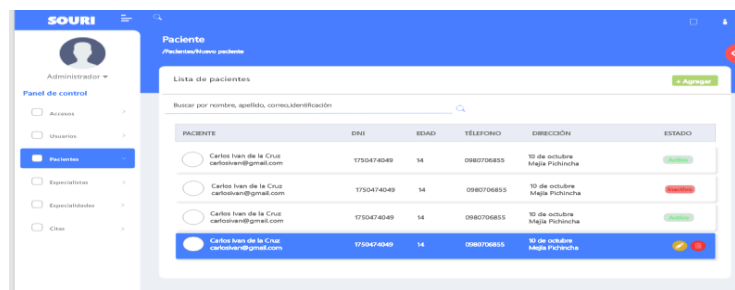 SOURI
Paciente
/Pacientes/Nuevo paciente
Administrador
Panel de control
Accesos
Usuarios
Pacientes
Especialistas
Especialidades
Citas
Lista de pacientes
+ Agregar
Buscar por nombre, apellido, correo,identificación
PACIENTE DNI EDAD TÉLEFONO DIRECCIÓN ESTADO
Carlos Ivan de la Cruz
carlosivan@gmail.com
1750474049 14 0980706855
10 de octubre
Mejía Pichincha
Activo
Carlos Ivan de la Cruz
carlosivan@gmail.com
1750474049 14 0980706855
10 de octubre
Mejía Pichincha
Inactivo
Carlos Ivan de la Cruz
carlosivan@gmail.com
1750474049 14 0980706855
10 de octubre
Mejía Pichincha
Activo
Carlos Ivan de la Cruz
carlosivan@gmail.com
1750474049 14 0980706855
10 de octubre
Mejía Pichincha